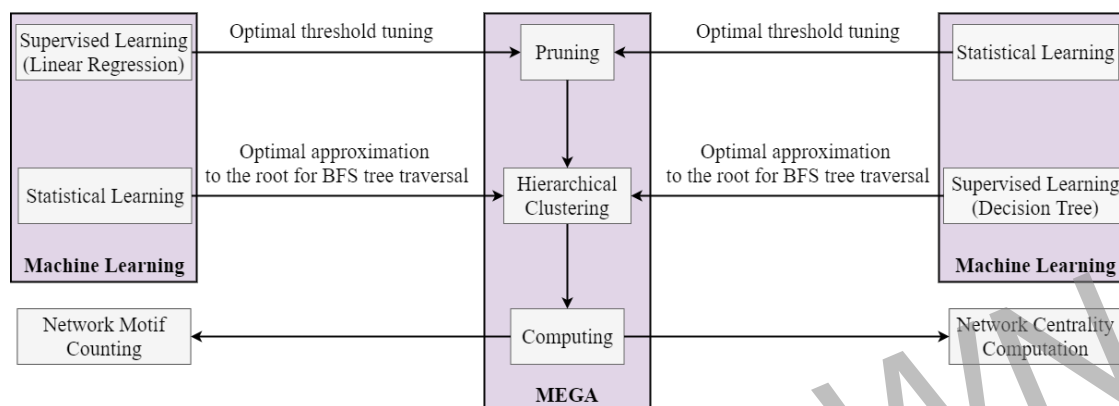 Supervised Learning
(Linear Regression)
Optimal threshold tuning
Pruning
Optimal threshold tuning
Statistical Learning
Statistical Learning
Optimal approximation
to the root for BFS tree traversal
Hierarchical
Clustering
Optimal approximation
to the root for BFS tree traversal
Supervised Learning
(Decision Tree)
Machine Learning
Machine Learning
Network Motif
Counting
Computing
Network Centrality
Computation
MEGA
WN